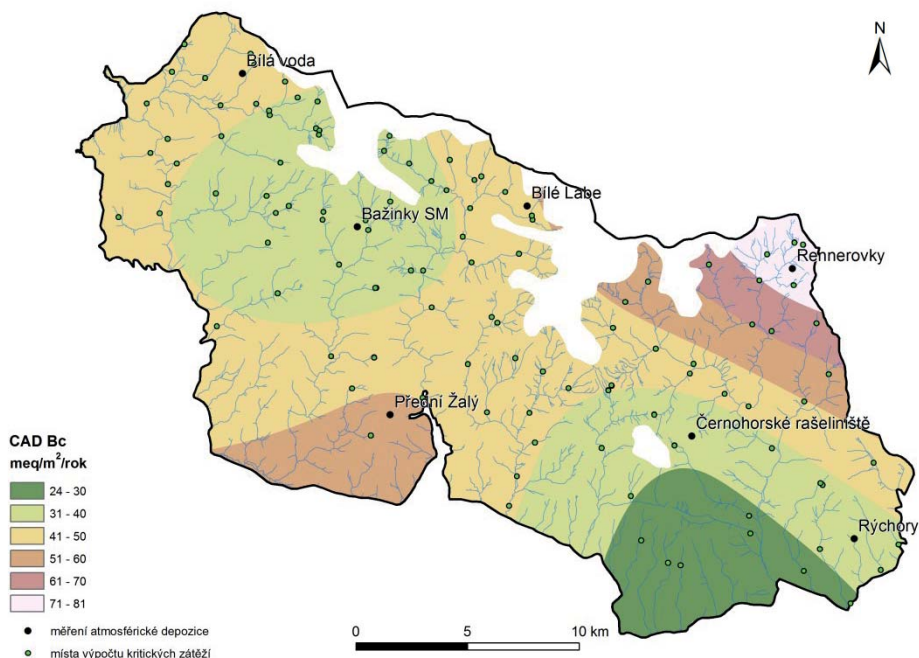 N
Bílá voda
Bílé Labe
Bažinky SM
Rennerovky
Přední Žalý
Černohorské rašeliniště
Rýchory
CAD Bc
meq/m²/rok
24 - 30
31 - 40
41 - 50
51 - 60
61 - 70
71 - 81
měření atmosférické depozice
místa výpočtu kritických zátěží
0 5 10 km